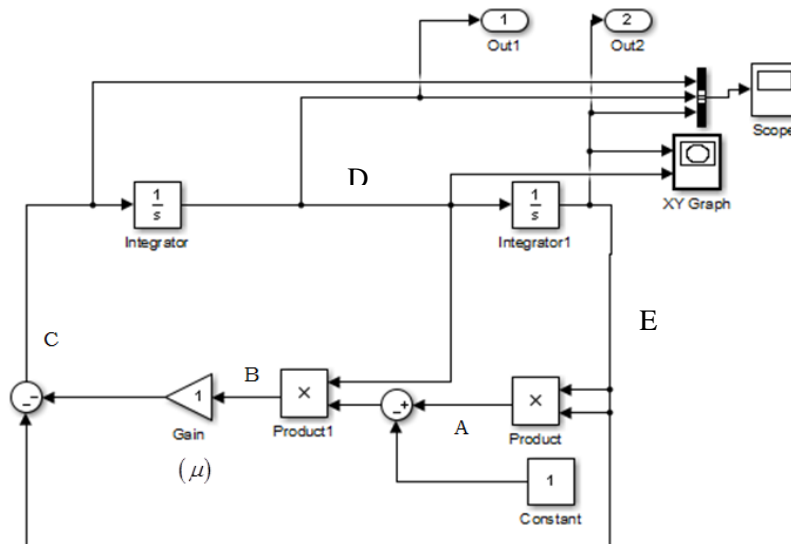 1
2
Out1
Out2
Scope
D
1
s
Integrator
1
s
Integrator1
XY Graph
E
C
B
1
×
Gain
Product1
− −
− +
A
×
Product
(μ)
1
Constant